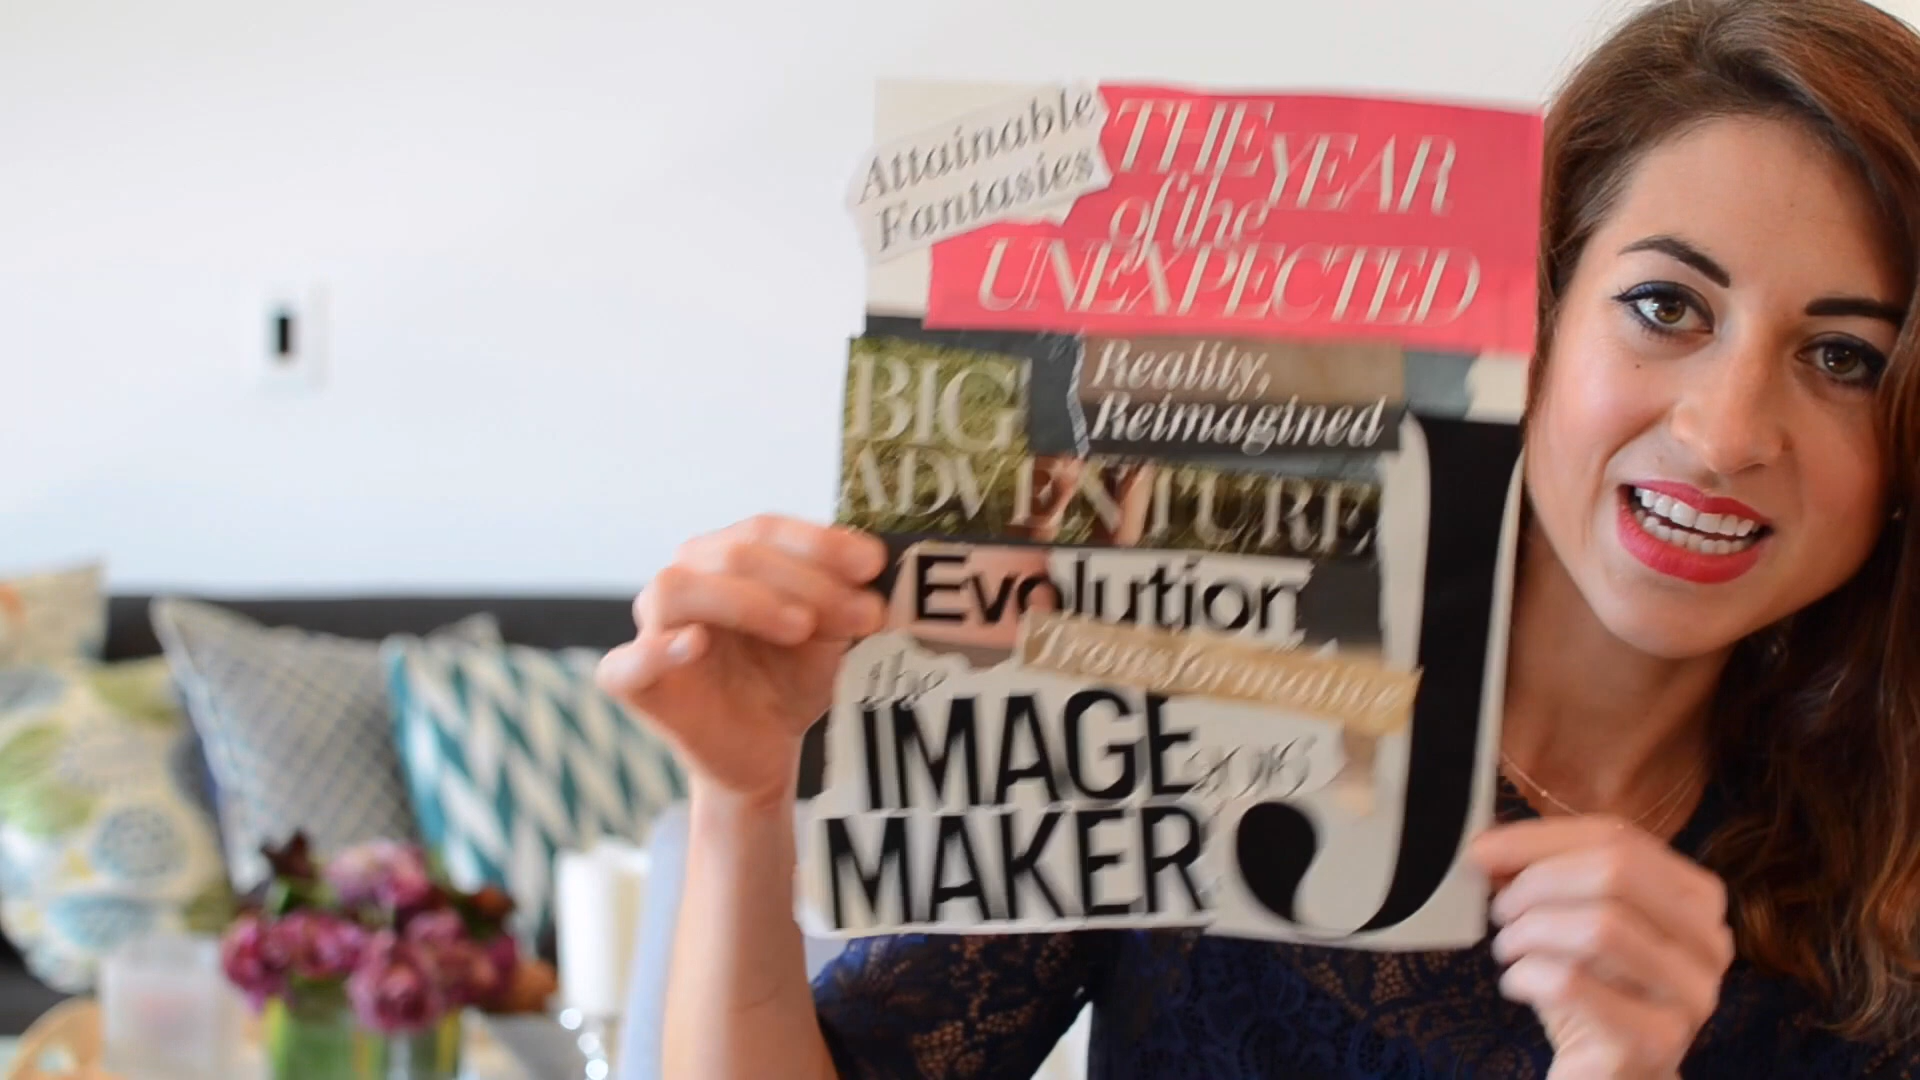 Attainable
Fantasies
THE YEAR
of the
UNEXPECTED
Reality,
Reimagined
BIG
ADVENTURE
Evolution
Transformative
the
IMAGE
MAKER
J